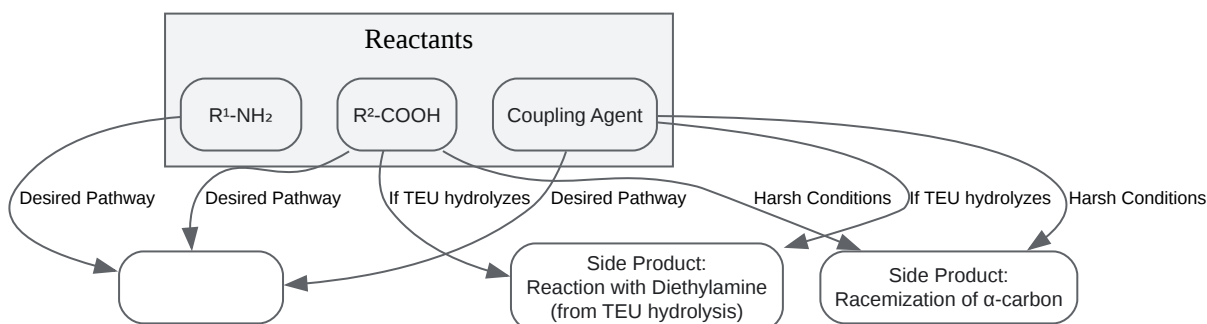 Reactants
R¹-NH₂
R²-COOH
Coupling Agent
Desired Pathway
Desired Pathway
If TEU hydrolyzes
Desired Pathway
Harsh Conditions
If TEU hydrolyzes
Harsh Conditions
Side Product:
Reaction with Diethylamine
(from TEU hydrolysis)
Side Product:
Racemization of α-carbon